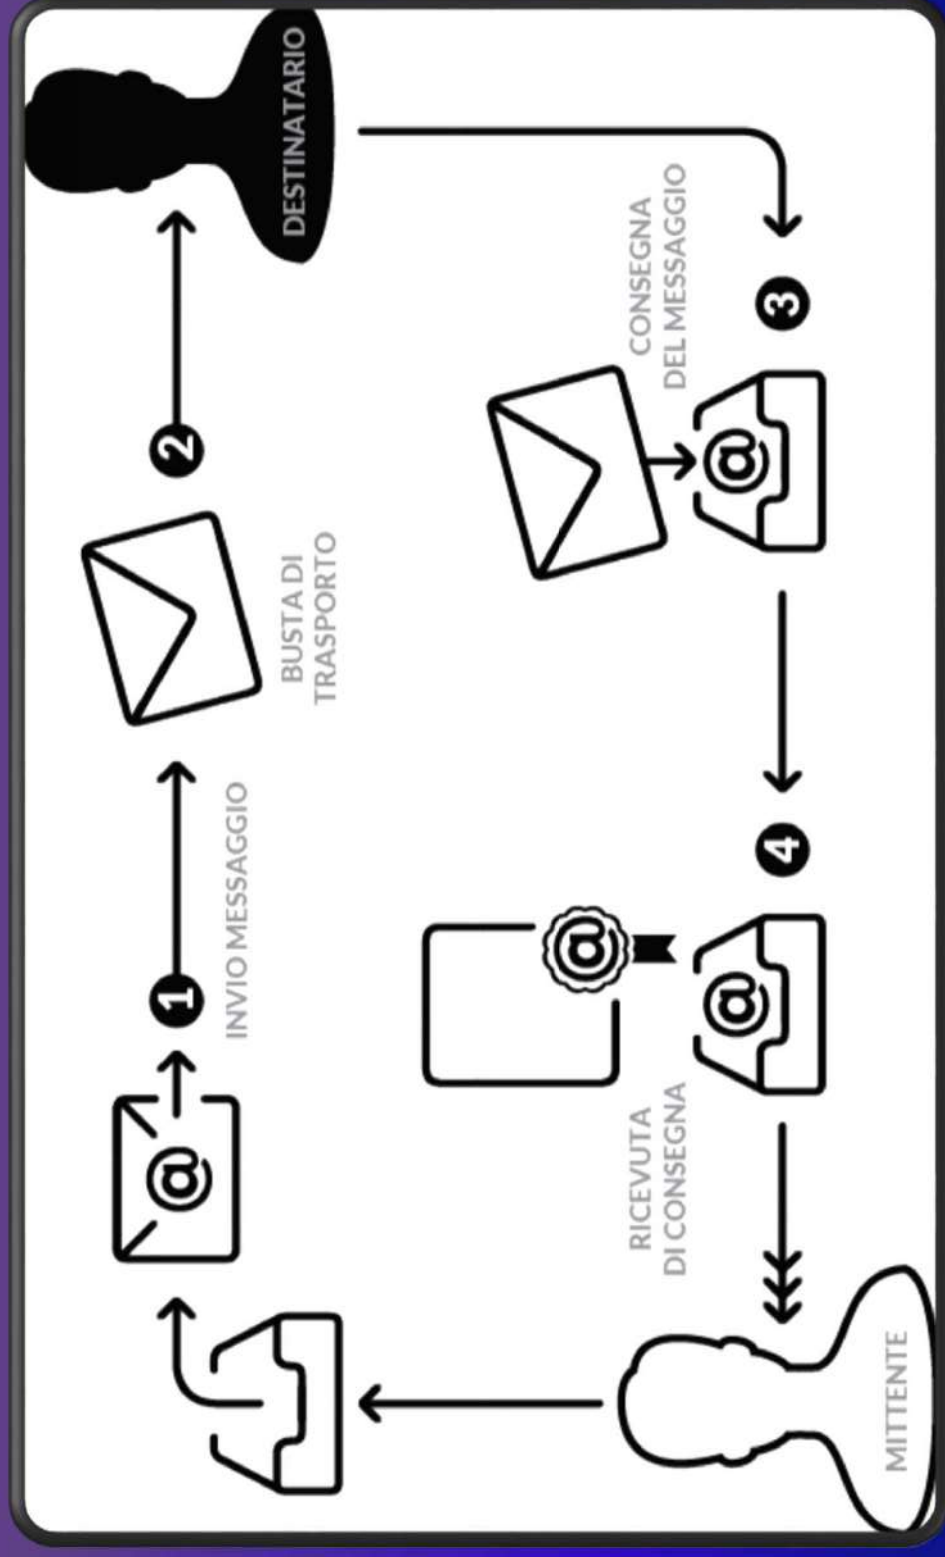 1
INVIO MESSAGGIO
BUSTA DI
TRASPORTO
2
DESTINATARIO
CONSEGNA
DEL MESSAGGIO
@
3
@
4
RICEVUTA
DI CONSEGNA
@
@
MITTENTE